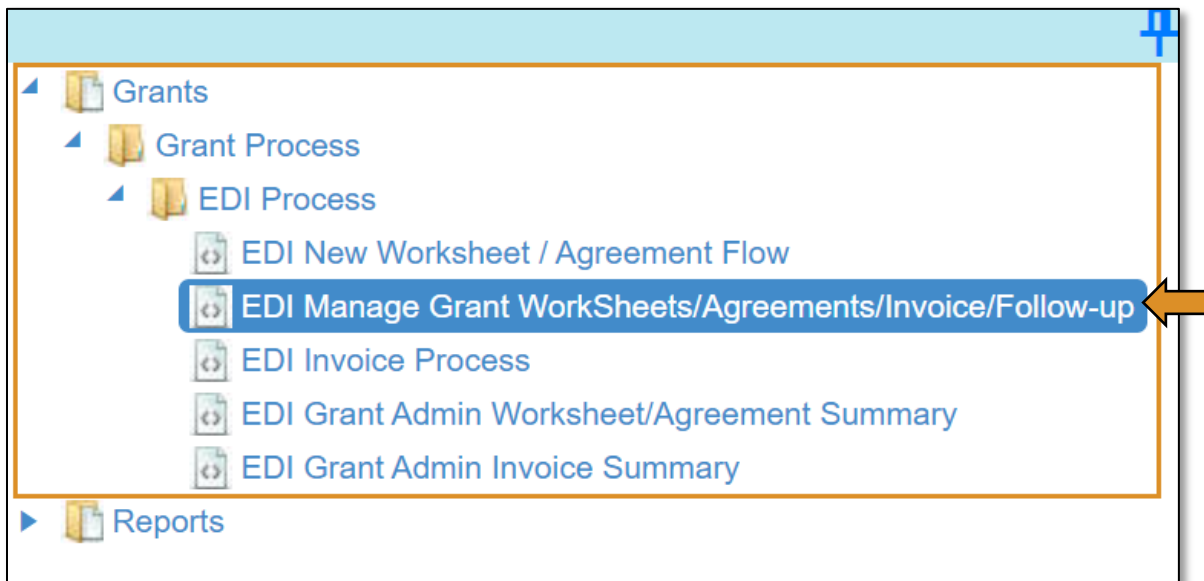 Grants
Grant Process
EDI Process
EDI New Worksheet / Agreement Flow
EDI Manage Grant WorkSheets/Agreements/Invoice/Follow-up
EDI Invoice Process
EDI Grant Admin Worksheet/Agreement Summary
EDI Grant Admin Invoice Summary
Reports